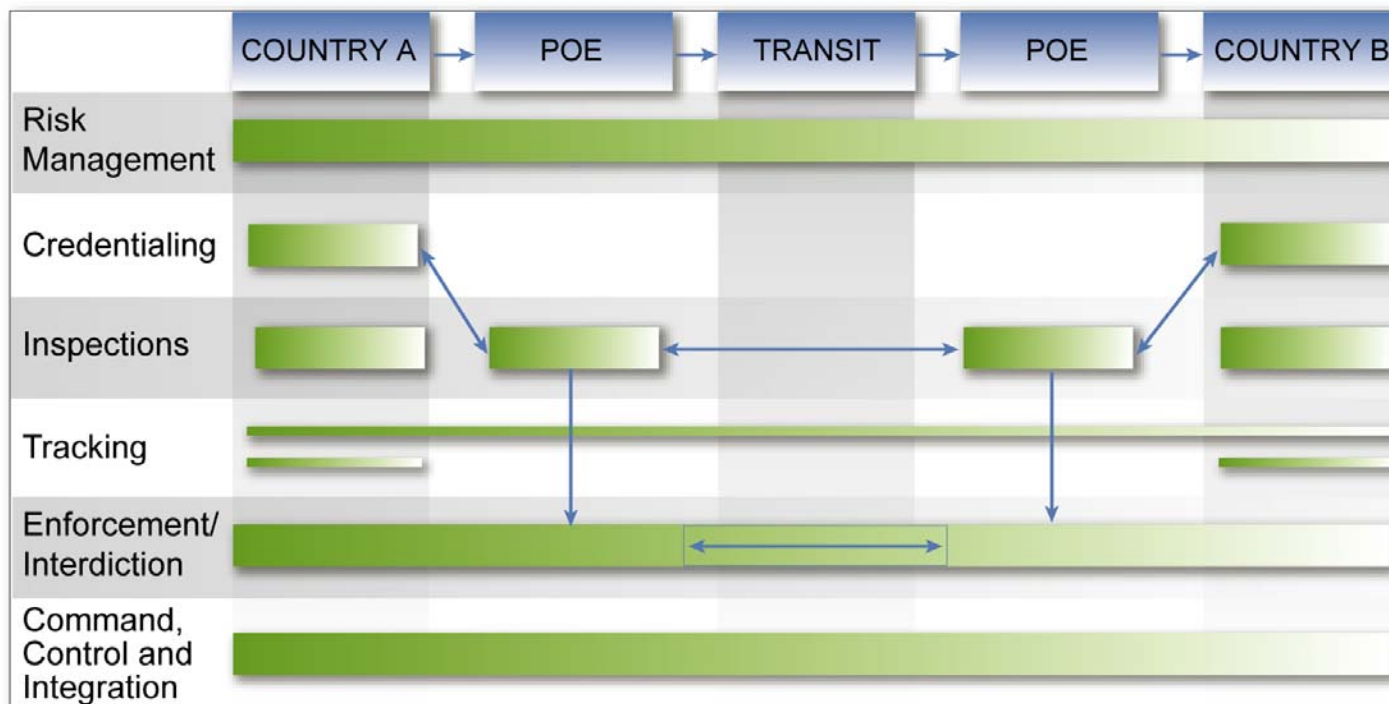 COUNTRY A POE TRANSIT POE COUNTRY B
Risk
Management
Credentialing
Inspections
Tracking
Enforcement/
Interdiction
Command,
Control and
Integration